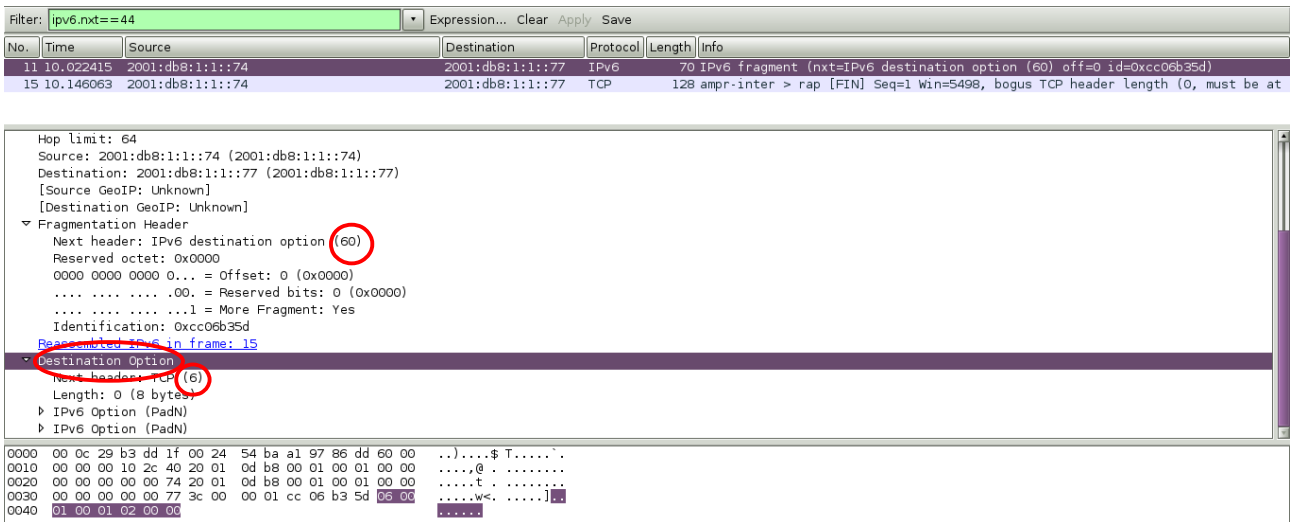 Filter: ipv6.nxt==44 Expression... Clear Apply Save
No. Time Source Destination Protocol Length Info
11 10.022415 2001:db8:1:1::74 2001:db8:1:1::77 IPv6 70 IPv6 fragment (nxt=IPv6 destination option (60) off=0 id=0xcc06b35d)
15 10.146063 2001:db8:1:1::74 2001:db8:1:1::77 TCP 128 ampr-inter > rap [FIN] Seq=1 Win=5498, bogus TCP header length (0, must be at
Hop limit: 64
Source: 2001:db8:1:1::74 (2001:db8:1:1::74)
Destination: 2001:db8:1:1::77 (2001:db8:1:1::77)
[Source GeoIP: Unknown]
[Destination GeoIP: Unknown]
Fragmentation Header
Next header: IPv6 destination option (60)
Reserved octet: 0x0000
0000 0000 0000 0... = Offset: 0 (0x0000)
.... .... .... .00. = Reserved bits: 0 (0x0000)
.... .... .... ...1 = More Fragment: Yes
Identification: 0xcc06b35d
Reassembled IPv6 in frame: 15
Destination Option
Next header: TCP (6)
Length: 0 (8 bytes)
IPv6 Option (PadN)
IPv6 Option (PadN)
0000 00 0c 29 b3 dd 1f 00 24 54 ba a1 97 86 dd 60 00 ..)....$ T.....`.
0010 00 00 00 10 2c 40 20 01 0d b8 00 01 00 01 00 00 ....,@ . ........
0020 00 00 00 00 00 74 20 01 0d b8 00 01 00 01 00 00 .....t . ........
0030 00 00 00 00 00 77 3c 00 00 01 cc 06 b3 5d 06 00 .....w<. .....]..
0040 01 00 01 02 00 00 ......